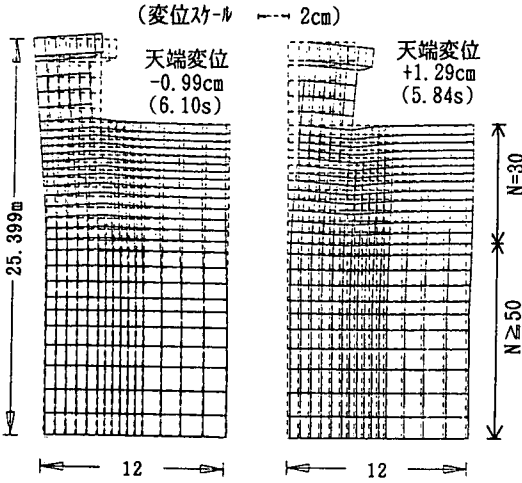 (変位スケール 2cm)
天端変位
-0.99cm
(6.10s)
天端変位
+1.29cm
(5.84s)
25.399m
N=30
N≧50
12
12